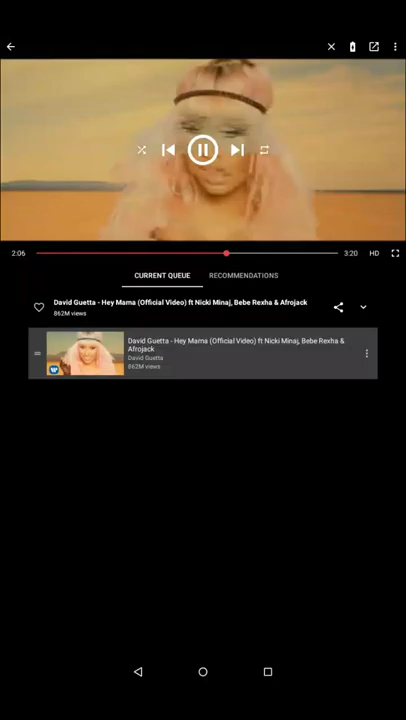 2:06
3:20
HD
CURRENT QUEUE
RECOMMENDATIONS
David Guetta - Hey Mama (Official Video) ft Nicki Minaj, Bebe Rexha & Afrojack
862M views
David Guetta - Hey Mama (Official Video) ft Nicki Minaj, Bebe Rexha &
Afrojack
David Guetta
862M views